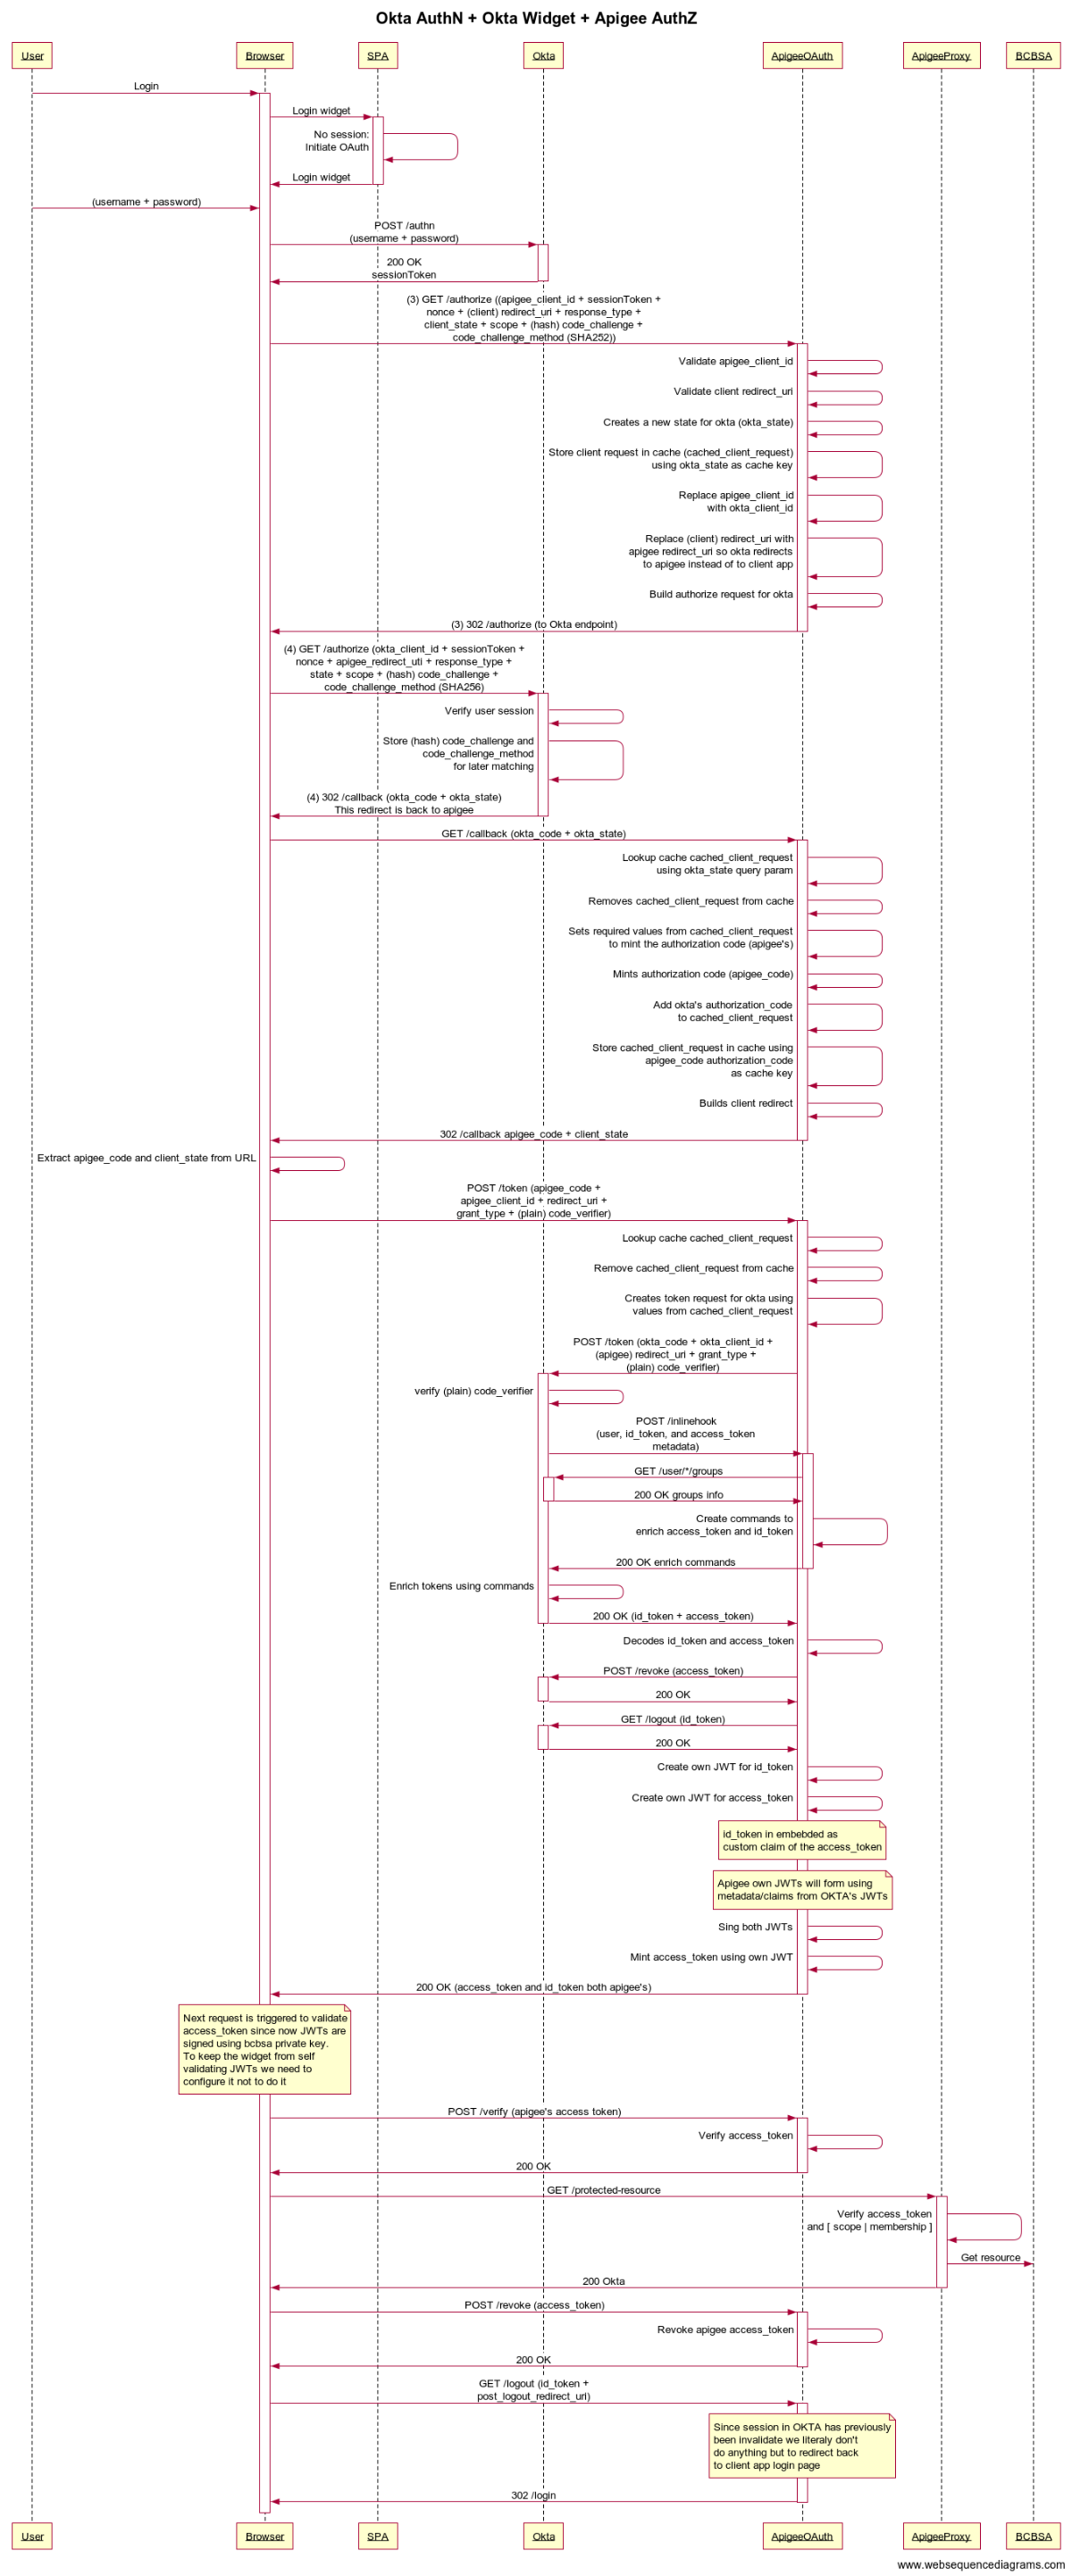 Okta AuthN + Okta Widget + Apigee AuthZ
User
Browser
SPA
Okta
ApigeeOAuth
ApigeeProxy
BCBSA
Login
Login widget
No session:
Initiate OAuth
Login widget
(username + password)
POST /authn
(username + password)
200 OK
sessionToken
(3) GET /authorize ((apigee_client_id + sessionToken +
nonce + (client) redirect_uri + response_type +
client_state + scope + (hash) code_challenge +
code_challenge_method (SHA252))
Validate apigee_client_id
Validate client redirect_uri
Creates a new state for okta (okta_state)
Store client request in cache (cached_client_request)
using okta_state as cache key
Replace apigee_client_id
with okta_client_id
Replace (client) redirect_uri with
apigee redirect_uri so okta redirects
to apigee instead of to client app
Build authorize request for okta
(3) 302 /authorize (to Okta endpoint)
(4) GET /authorize (okta_client_id + sessionToken +
nonce + apigee_redirect_uti + response_type +
state + scope + (hash) code_challenge +
code_challenge_method (SHA256)
Verify user session
Store (hash) code_challenge and
code_challenge_method
for later matching
(4) 302 /callback (okta_code + okta_state)
This redirect is back to apigee
GET /callback (okta_code + okta_state)
Lookup cache cached_client_request
using okta_state query param
Removes cached_client_request from cache
Sets required values from cached_client_request
to mint the authorization code (apigee's)
Mints authorization code (apigee_code)
Add okta's authorization_code
to cached_client_request
Store cached_client_request in cache using
apigee_code authorization_code
as cache key
Builds client redirect
302 /callback apigee_code + client_state
Extract apigee_code and client_state from URL
POST /token (apigee_code +
apigee_client_id + redirect_uri +
grant_type + (plain) code_verifier)
Lookup cache cached_client_request
Remove cached_client_request from cache
Creates token request for okta using
values from cached_client_request
POST /token (okta_code + okta_client_id +
(apigee) redirect_uri + grant_type +
(plain) code_verifier)
verify (plain) code_verifier
POST /inlinehook
(user, id_token, and access_token
metadata)
GET /user/*/groups
200 OK groups info
Create commands to
enrich access_token and id_token
200 OK enrich commands
Enrich tokens using commands
200 OK (id_token + access_token)
Decodes id_token and access_token
POST /revoke (access_token)
200 OK
GET /logout (id_token)
200 OK
Create own JWT for id_token
Create own JWT for access_token
id_token in embebded as
custom claim of the access_token
Apigee own JWTs will form using
metadata/claims from OKTA's JWTs
Sing both JWTs
Mint access_token using own JWT
200 OK (access_token and id_token both apigee's)
Next request is triggered to validate
access_token since now JWTs are
signed using bcbsa private key.
To keep the widget from self
validating JWTs we need to
configure it not to do it
POST /verify (apigee's access token)
Verify access_token
200 OK
GET /protected-resource
Verify access_token
and [ scope | membership ]
Get resource
200 Okta
POST /revoke (access_token)
Revoke apigee access_token
200 OK
GET /logout (id_token +
post_logout_redirect_uri)
Since session in OKTA has previously
been invalidate we literaly don't
do anything but to redirect back
to client app login page
302 /login
User
Browser
SPA
Okta
ApigeeOAuth
ApigeeProxy
BCBSA
www.websequencediagrams.com